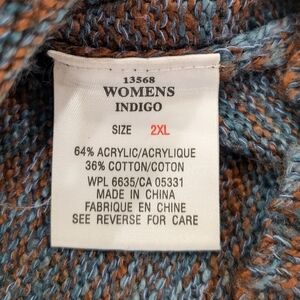 13568
WOMENS
INDIGO
SIZE 2XL
64% ACRYLIC/ACRYLIQUE
36% COTTON/COTON
WPL 6635/CA 05331
MADE IN CHINA
FABRIQUE EN CHINE
SEE REVERSE FOR CARE